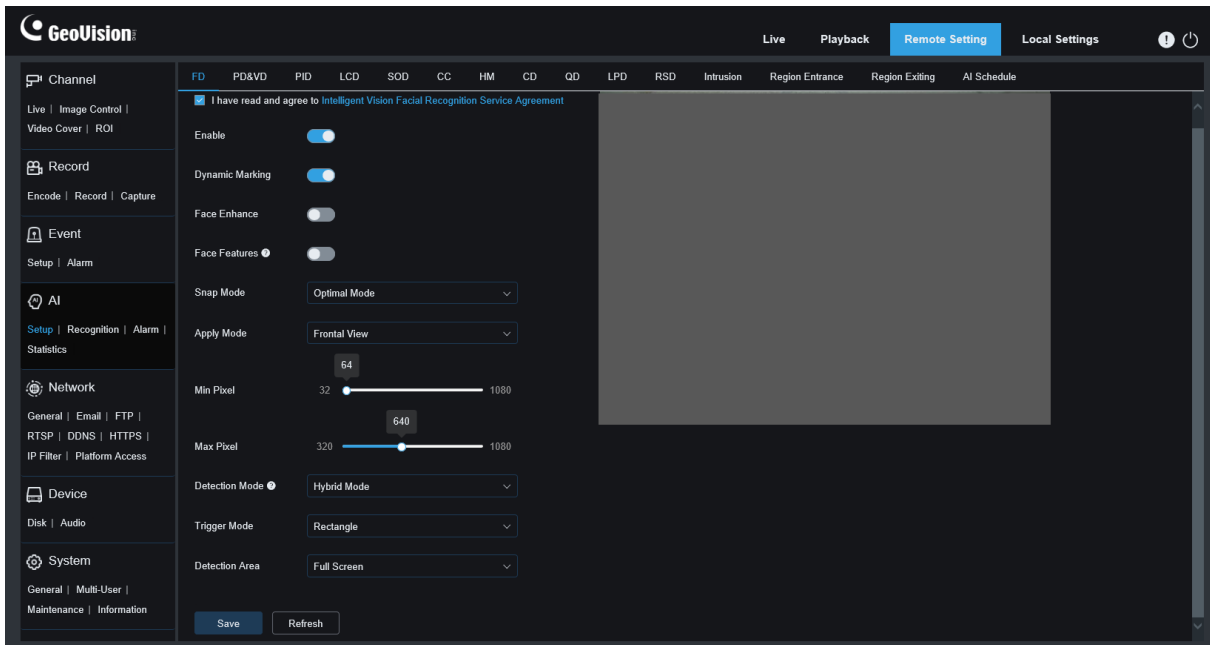 GeoVision
Live Playback Remote Setting Local Settings
Channel
Live | Image Control |
Video Cover | ROI
Record
Encode | Record | Capture
Event
Setup | Alarm
AI
Setup | Recognition | Alarm |
Statistics
Network
General | Email | FTP |
RTSP | DDNS | HTTPS |
IP Filter | Platform Access
Device
Disk | Audio
System
General | Multi-User |
Maintenance | Information
FD PD&VD PID LCD SOD CC HM CD QD LPD RSD Intrusion Region Entrance Region Exiting AI Schedule
I have read and agree to Intelligent Vision Facial Recognition Service Agreement
Enable
Dynamic Marking
Face Enhance
Face Features
Snap Mode Optimal Mode
Apply Mode Frontal View
64
Min Pixel 32 1080
640
Max Pixel 320 1080
Detection Mode Hybrid Mode
Trigger Mode Rectangle
Detection Area Full Screen
Save Refresh